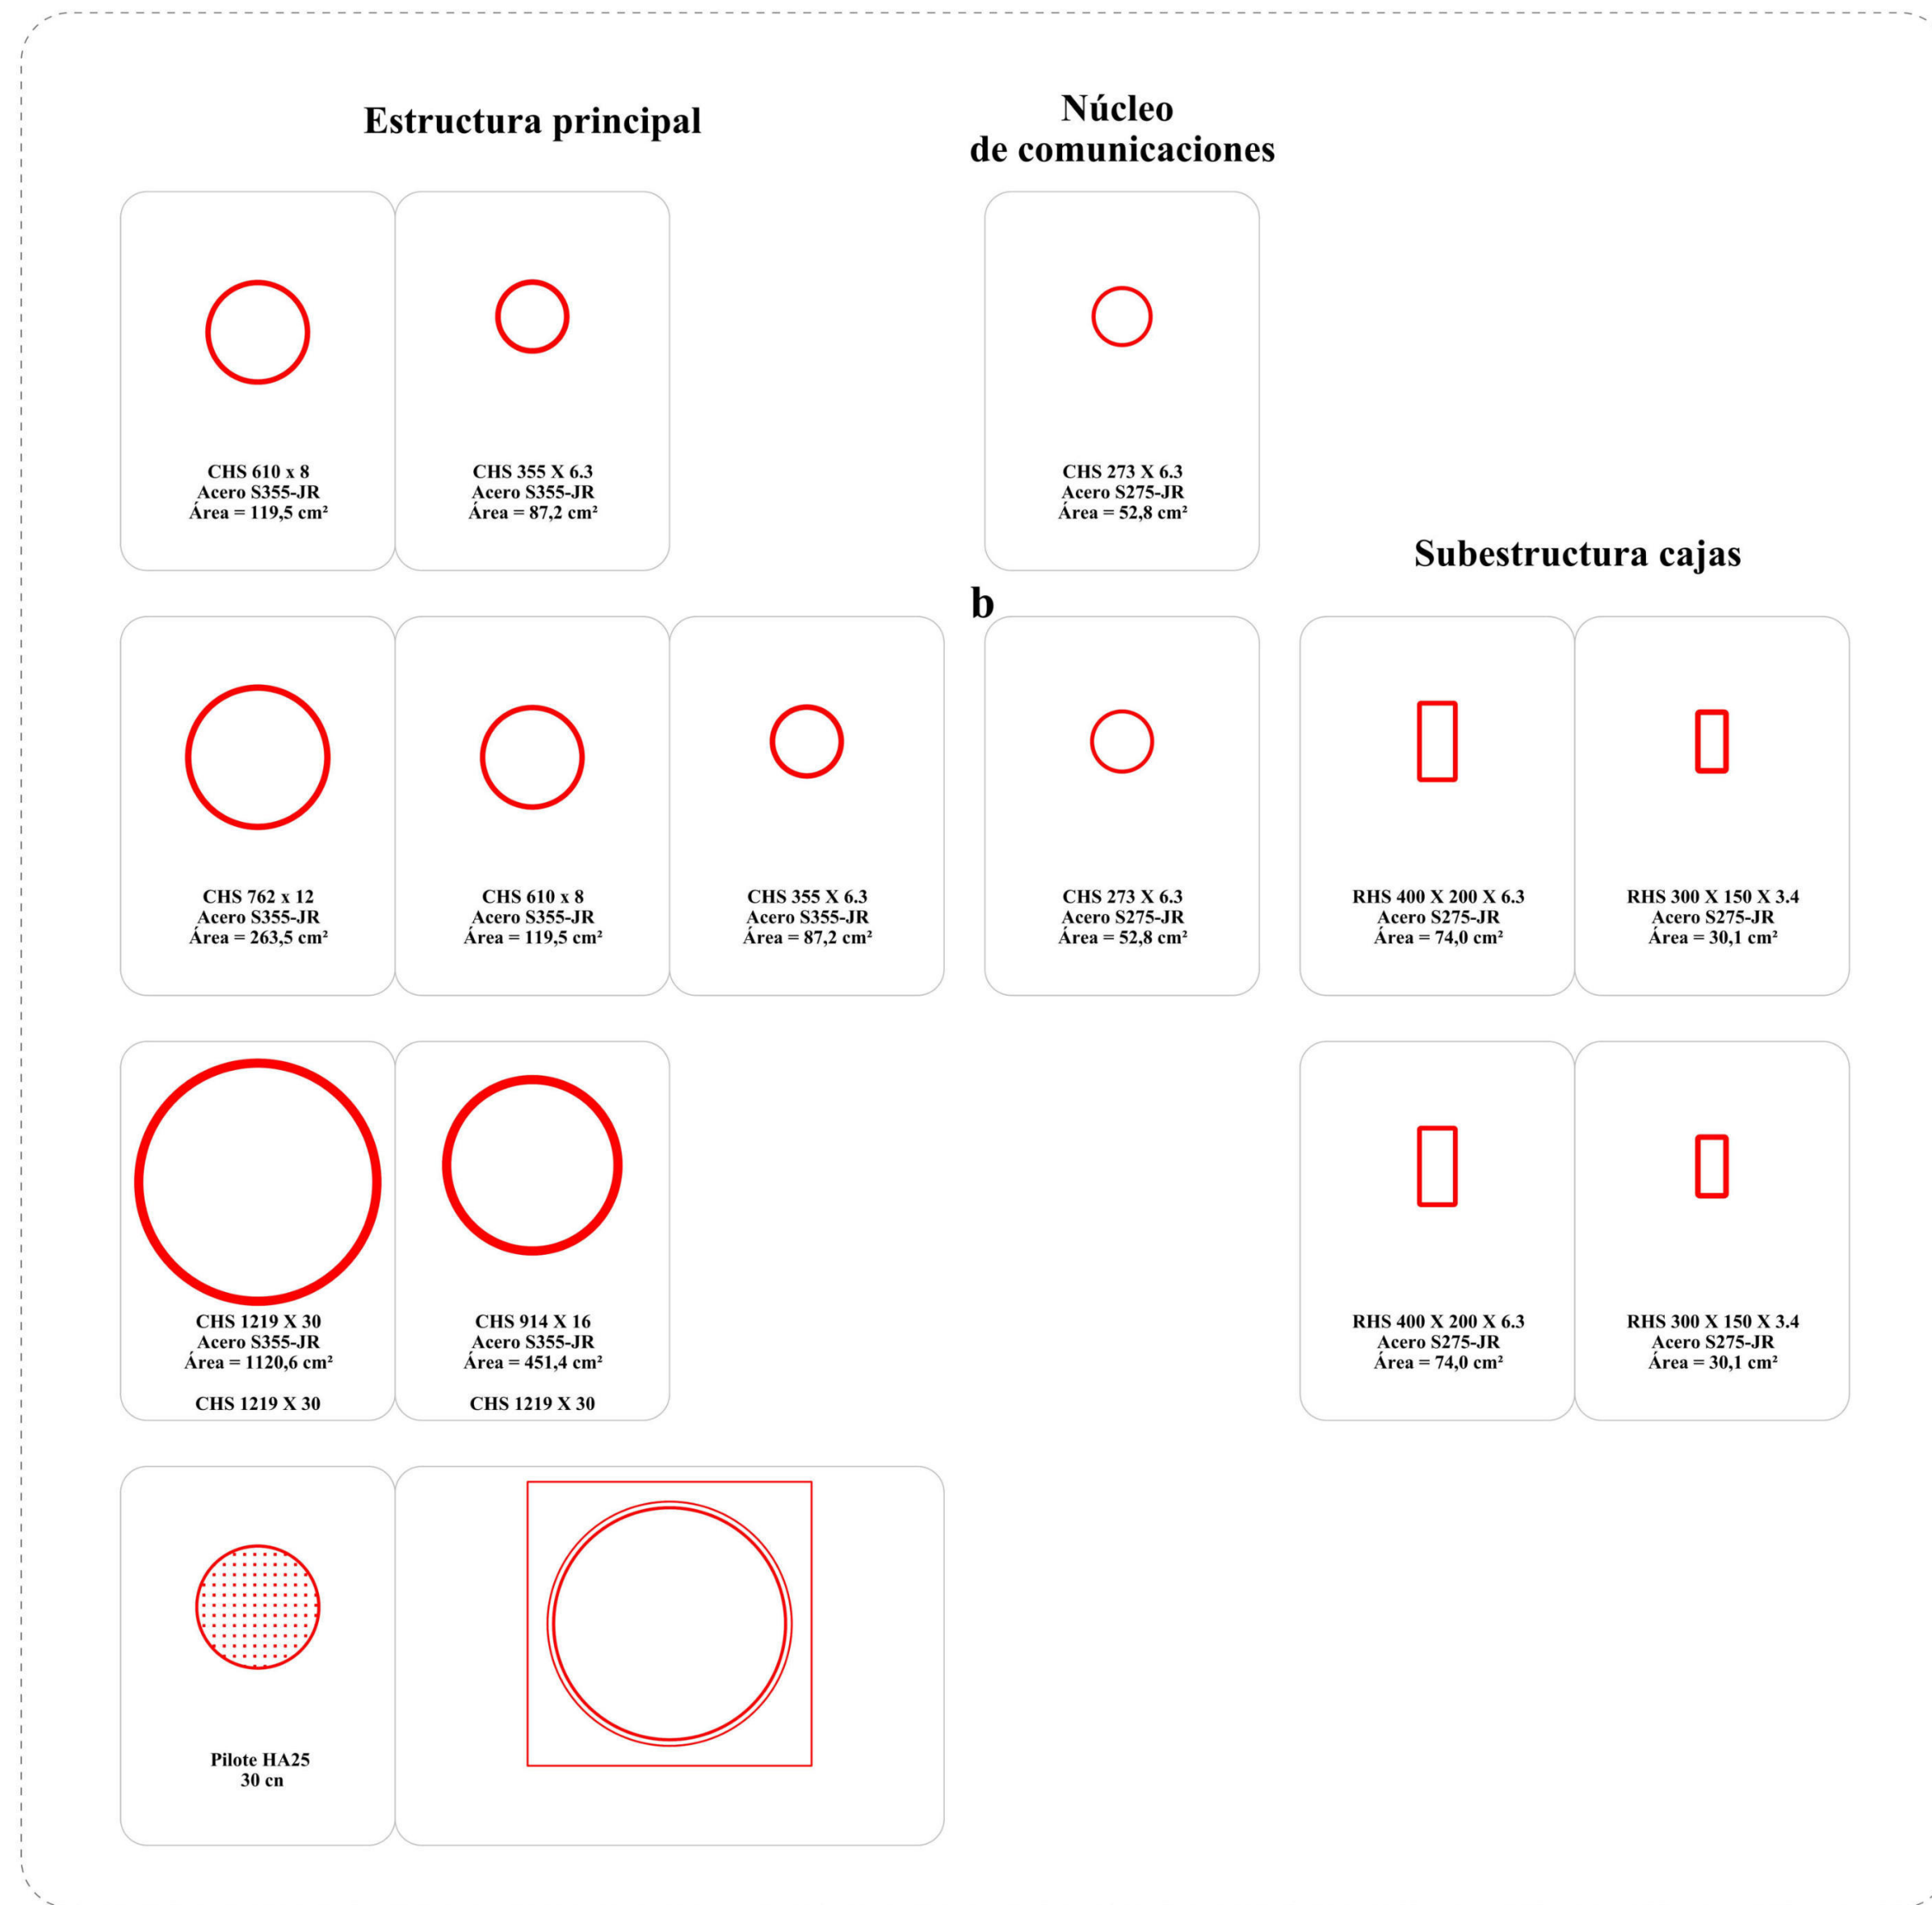 Estructura principal
Núcleo
de comunicaciones
CHS 610 x 8
Acero S355-JR
Área = 119,5 cm²
CHS 355 X 6.3
Acero S355-JR
Área = 87,2 cm²
CHS 273 X 6.3
Acero S275-JR
Área = 52,8 cm²
Subestructura cajas
b
CHS 762 x 12
Acero S355-JR
Área = 263,5 cm²
CHS 610 x 8
Acero S355-JR
Área = 119,5 cm²
CHS 355 X 6.3
Acero S355-JR
Área = 87,2 cm²
CHS 273 X 6.3
Acero S275-JR
Área = 52,8 cm²
RHS 400 X 200 X 6.3
Acero S275-JR
Área = 74,0 cm²
RHS 300 X 150 X 3.4
Acero S275-JR
Área = 30,1 cm²
CHS 1219 X 30
Acero S355-JR
Área = 1120,6 cm²
CHS 1219 X 30
CHS 914 X 16
Acero S355-JR
Área = 451,4 cm²
CHS 1219 X 30
RHS 400 X 200 X 6.3
Acero S275-JR
Área = 74,0 cm²
RHS 300 X 150 X 3.4
Acero S275-JR
Área = 30,1 cm²
Pilote HA25
30 cn